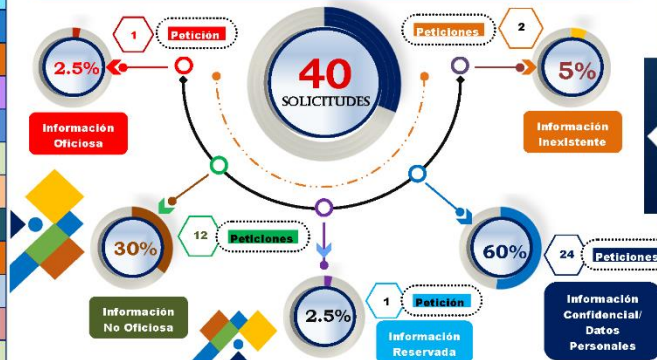 40
SOLICITUDES
2.5%
1
Petición
Información
Oficiosa
Peticiones
2
5%
Información
Inexistente
30%
12
Peticiones
Información
No Oficiosa
2.5%
1
Petición
Información
Reservada
60%
24
Peticiones
Información
Confidencial/
Datos
Personales